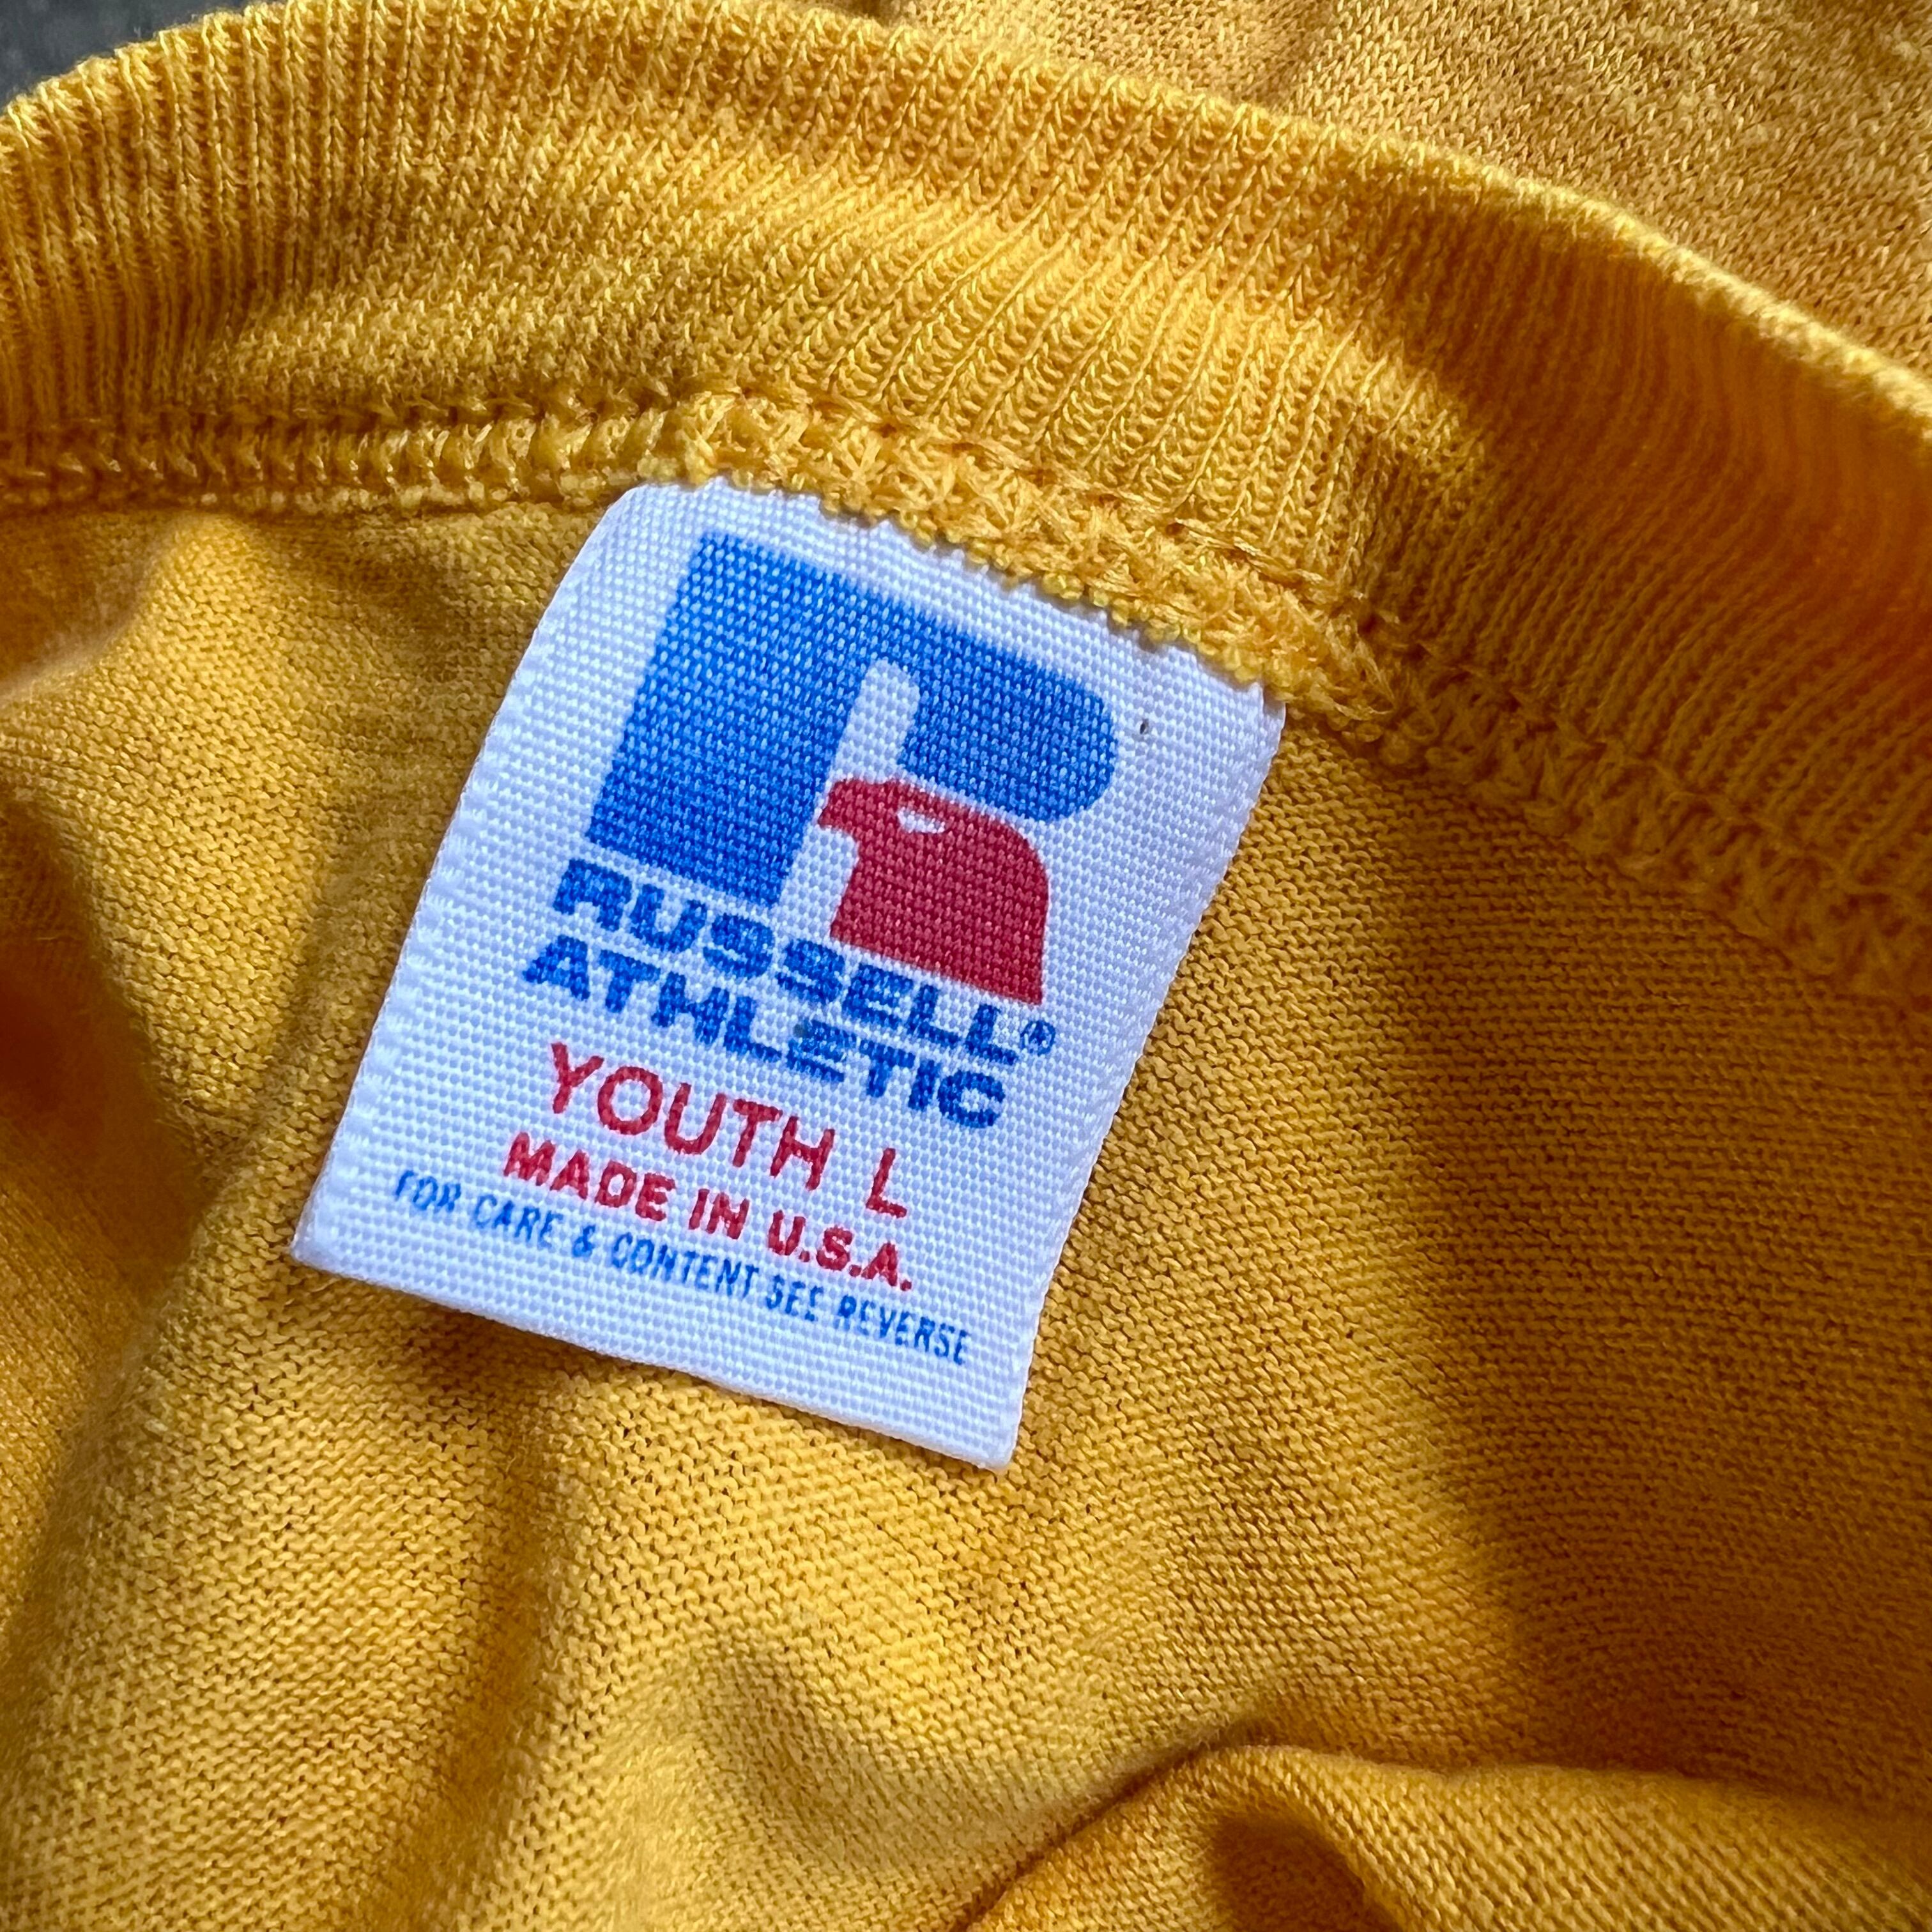 RUSSELL®
ATHLETIC
YOUTH L
MADE IN U.S.A.
FOR CARE & CONTENT SEE REVERSE